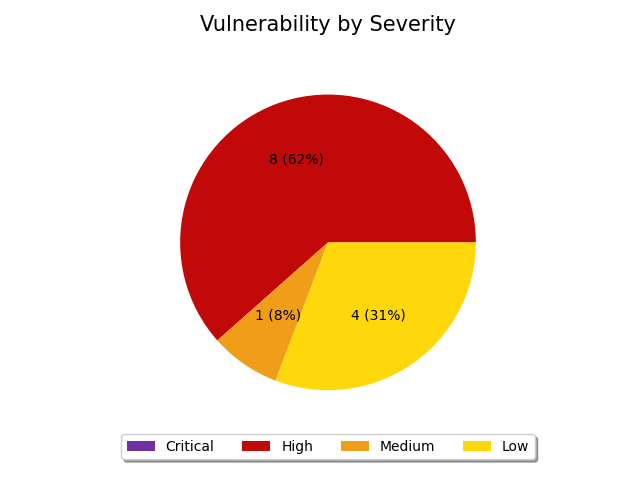 Vulnerability by Severity
8 (62%)
1 (8%)
4 (31%)
Critical High Medium Low